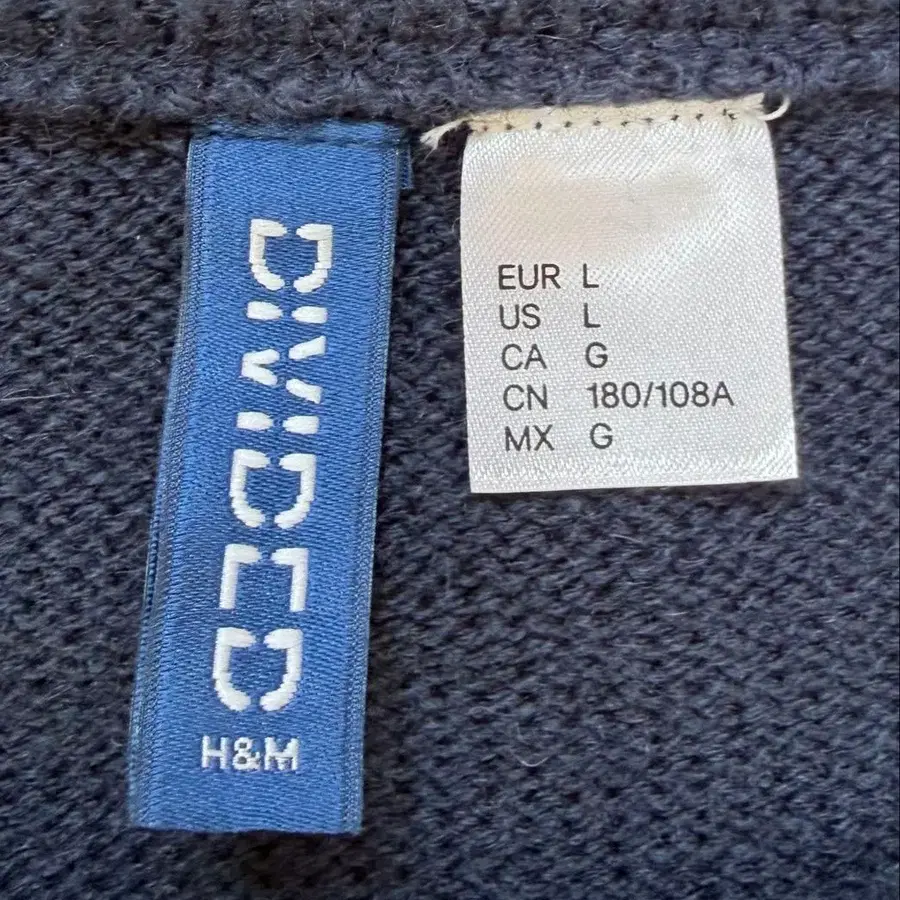 DIVIDED
H&M
EUR L
US L
CA G
CN 180/108A
MX G